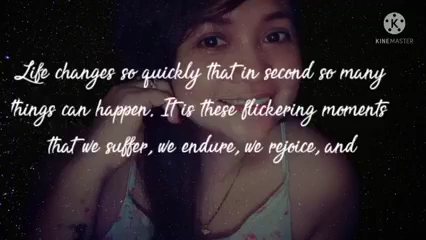 KINEMASTER
Life changes so quickly that in second so many
things can happen. It is these flickering moments
that we suffer, we endure, we rejoice, and